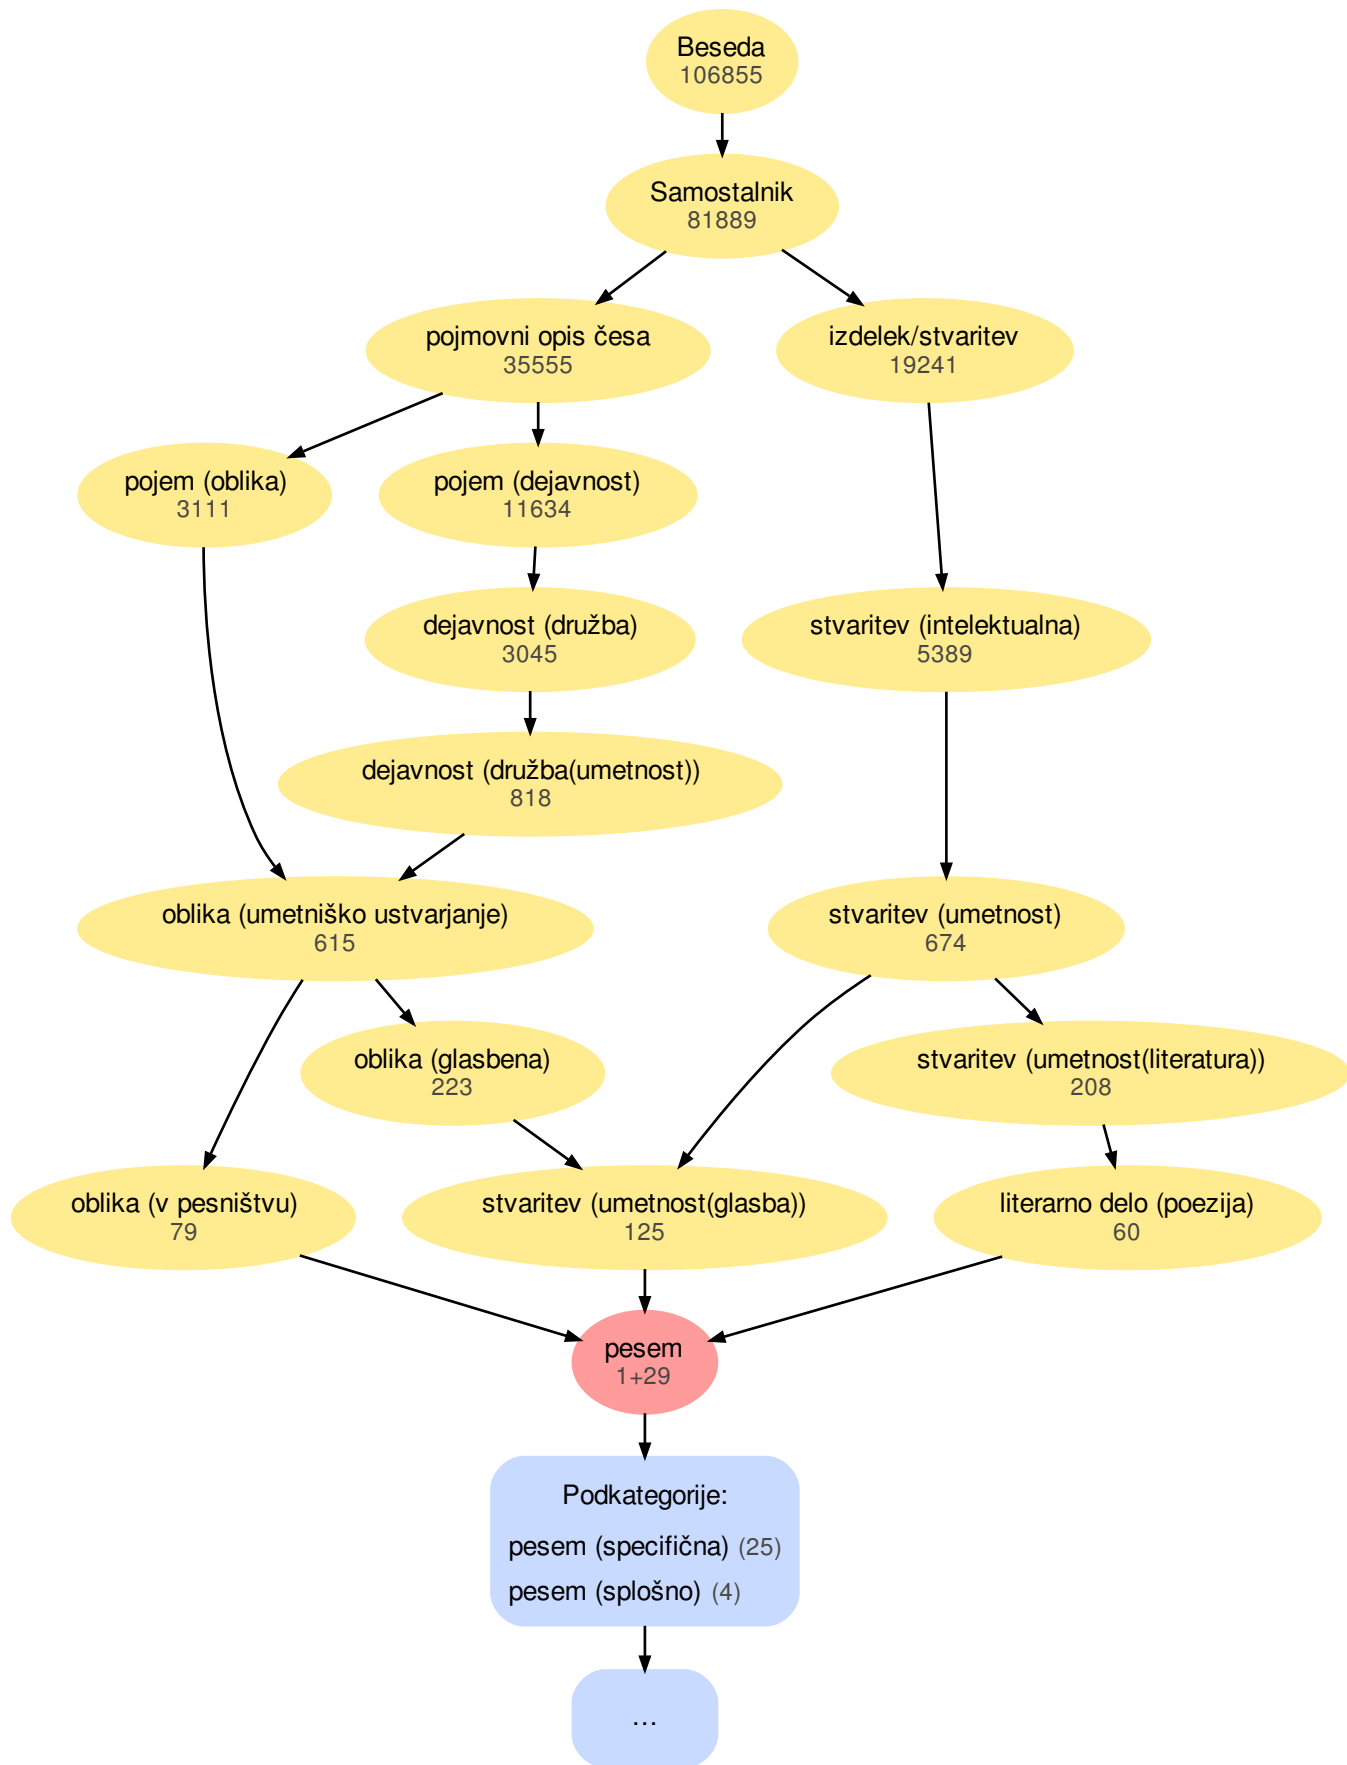 Beseda
106855
Samostalnik
81889
pojmovni opis česa
35555
izdelek/stvaritev
19241
pojem (oblika)
3111
pojem (dejavnost)
11634
dejavnost (družba)
3045
stvaritev (intelektualna)
5389
dejavnost (družba(umetnost))
818
oblika (umetniško ustvarjanje)
615
stvaritev (umetnost)
674
oblika (glasbena)
223
stvaritev (umetnost(literatura))
208
oblika (v pesništvu)
79
stvaritev (umetnost(glasba))
125
literarno delo (poezija)
60
pesem
1+29
Podkategorije:
pesem (specifična) (25)
pesem (splošno) (4)
...